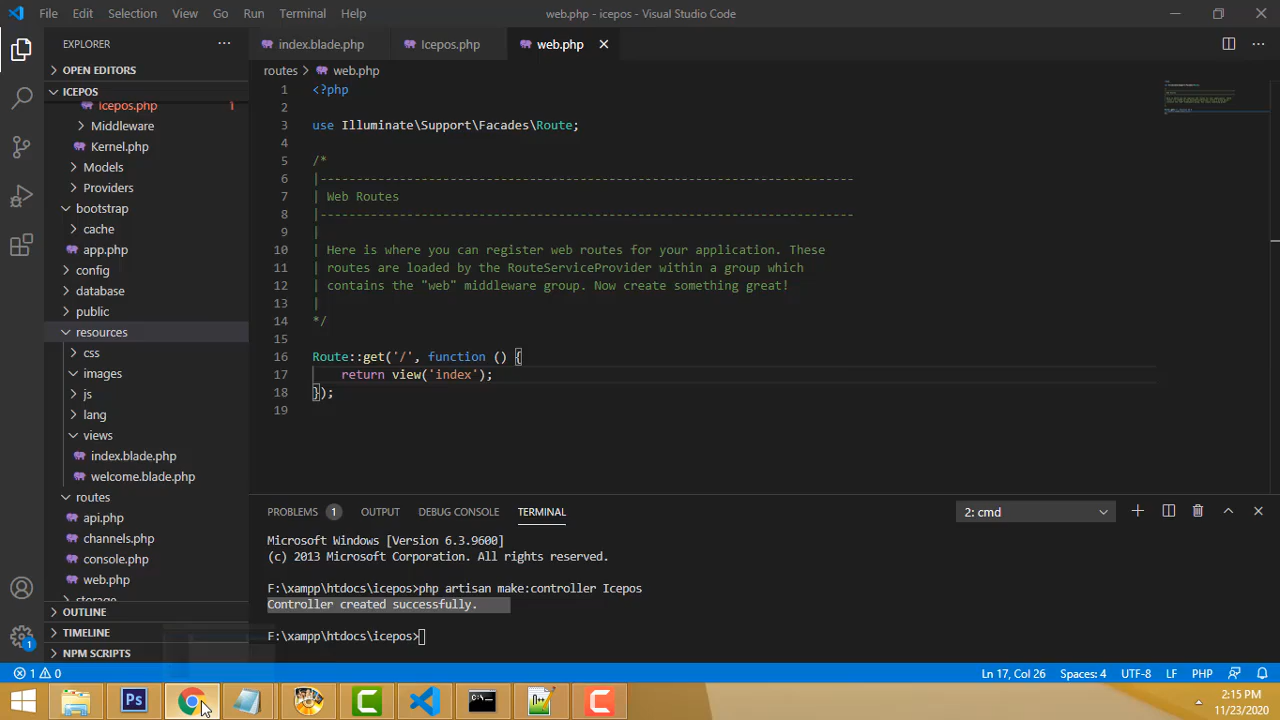 File Edit Selection View Go Run Terminal Help web.php - icepos - Visual Studio Code
EXPLORER
OPEN EDITORS
ICEPOS
Icepos.php 1
Middleware
Kernel.php
Models
Providers
bootstrap
cache
app.php
config
database
public
resources
css
images
js
lang
views
index.blade.php
welcome.blade.php
routes
api.php
channels.php
console.php
web.php
storage
OUTLINE
TIMELINE
NPM SCRIPTS
index.blade.php Icepos.php web.php
routes > web.php
1 <?php
2
3 use Illuminate\Support\Facades\Route;
4
5 /*
6 |--------------------------------------------------------------------------
7 | Web Routes
8 |--------------------------------------------------------------------------
9 |
10 | Here is where you can register web routes for your application. These
11 | routes are loaded by the RouteServiceProvider within a group which
12 | contains the "web" middleware group. Now create something great!
13 |
14 */
15
16 Route::get('/', function () {
17 return view('index');
18 });
19
PROBLEMS 1 OUTPUT DEBUG CONSOLE TERMINAL 2: cmd
Microsoft Windows [Version 6.3.9600]
(c) 2013 Microsoft Corporation. All rights reserved.
F:\xampp\htdocs\icepos>php artisan make:controller Icepos
Controller created successfully.
F:\xampp\htdocs\icepos>
1
1 0 Ln 17, Col 26 Spaces: 4 UTF-8 LF PHP
Ps
2:15 PM
11/23/2020